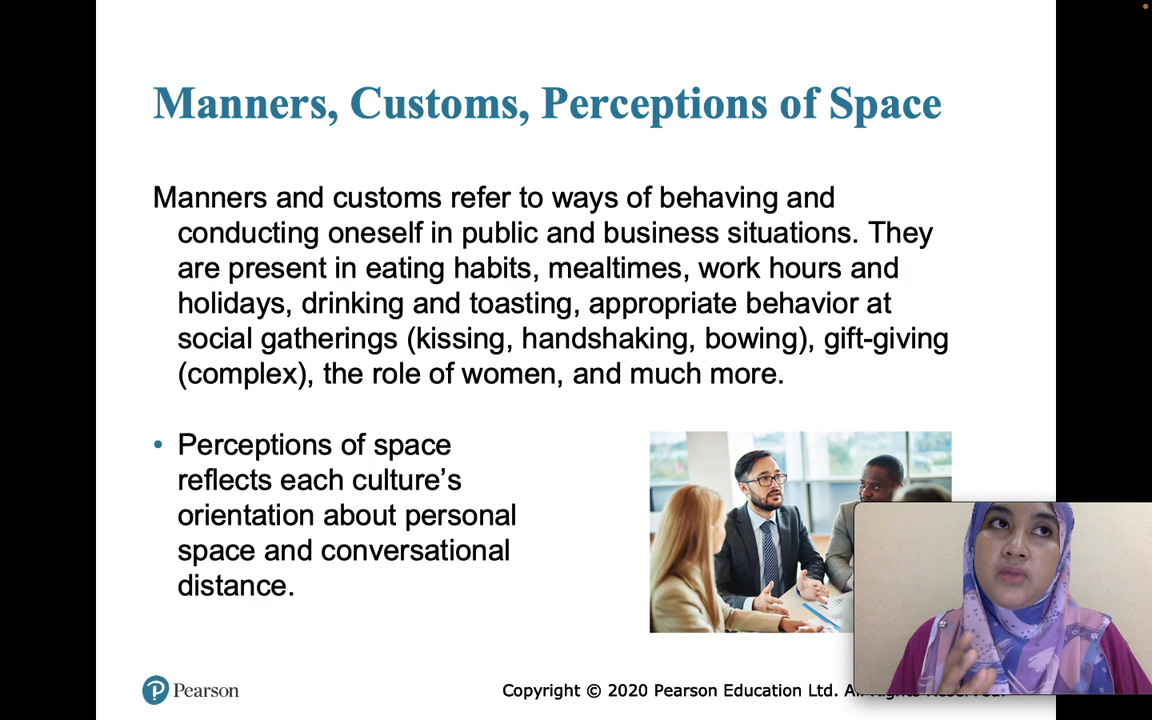 Manners, Customs, Perceptions of Space
Manners and customs refer to ways of behaving and
conducting oneself in public and business situations. They
are present in eating habits, mealtimes, work hours and
holidays, drinking and toasting, appropriate behavior at
social gatherings (kissing, handshaking, bowing), gift-giving
(complex), the role of women, and much more.
• Perceptions of space
reflects each culture’s
orientation about personal
space and conversational
distance.
P Pearson
Copyright © 2020 Pearson Education Ltd.